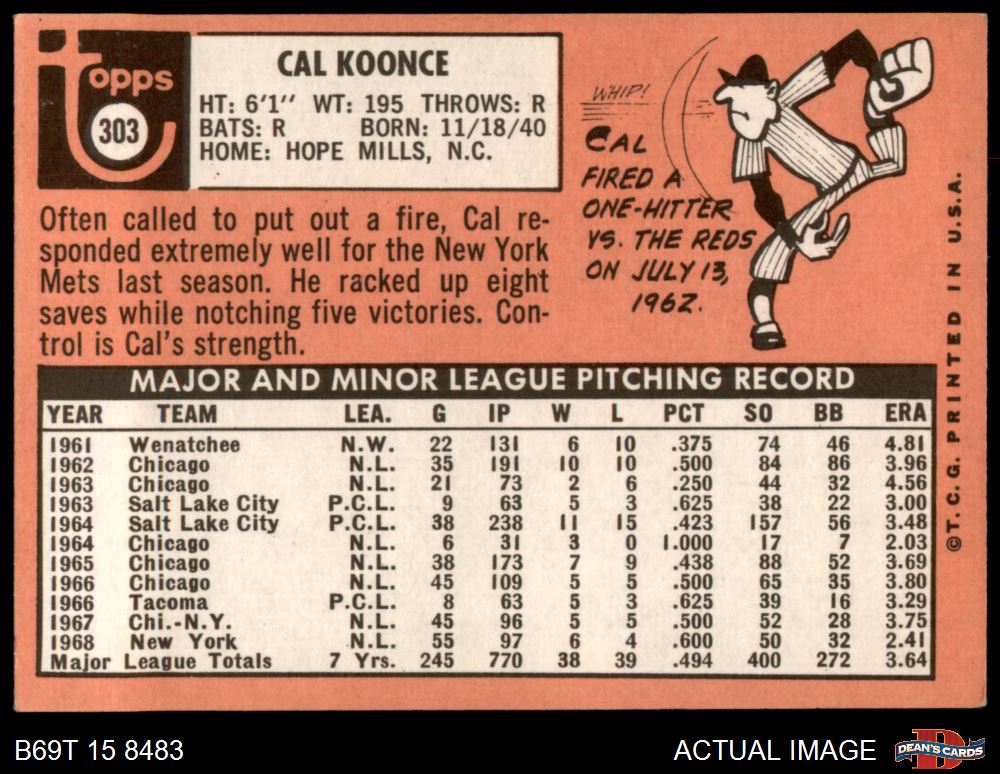 Topps
303
CAL KOONCE
HT: 6'1" WT: 195 THROWS: R
BATS: R BORN: 11/18/40
HOME: HOPE MILLS, N.C.
Often called to put out a fire, Cal re-
sponded extremely well for the New York
Mets last season. He racked up eight
saves while notching five victories. Con-
trol is Cal's strength.
WHIP!
CAL
FIRED A
ONE-HITTER
VS. THE REDS
ON JULY 13,
1962.
MAJOR AND MINOR LEAGUE PITCHING RECORD
YEAR TEAM LEA. G IP W L PCT SO BB ERA
1961 Wenatchee N.W. 22 131 6 10 .375 74 46 4.81
1962 Chicago N.L. 35 191 10 10 .500 84 86 3.96
1963 Chicago N.L. 21 73 2 6 .250 44 32 4.56
1963 Salt Lake City P.C.L. 9 63 5 3 .625 38 22 3.00
1964 Salt Lake City P.C.L. 38 238 11 15 .423 157 56 3.48
1964 Chicago N.L. 6 31 3 0 1.000 17 7 2.03
1965 Chicago N.L. 38 173 7 9 .438 88 52 3.69
1966 Chicago N.L. 45 109 5 5 .500 65 35 3.80
1966 Tacoma P.C.L. 8 63 5 3 .625 39 16 3.29
1967 Chi.-N.Y. N.L. 45 96 5 5 .500 52 28 3.75
1968 New York N.L. 55 97 6 4 .600 50 32 2.41
Major League Totals 7 Yrs. 245 770 38 39 .494 400 272 3.64
©T.C.G. PRINTED IN U.S.A.
B69T 15 8483
ACTUAL IMAGE
D
DEAN'S CARDS